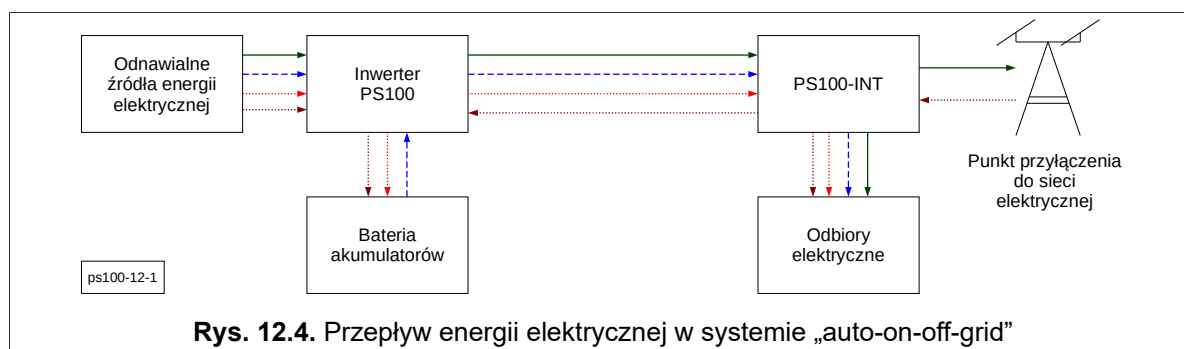 Odnawialne
źródła energii
elektrycznej
Inwerter
PS100
PS100-INT
Punkt przyłączenia
do sieci
elektrycznej
Bateria
akumulatorów
Odbiory
elektryczne
ps100-12-1
Rys. 12.4. Przepływ energii elektrycznej w systemie „auto-on-off-grid”